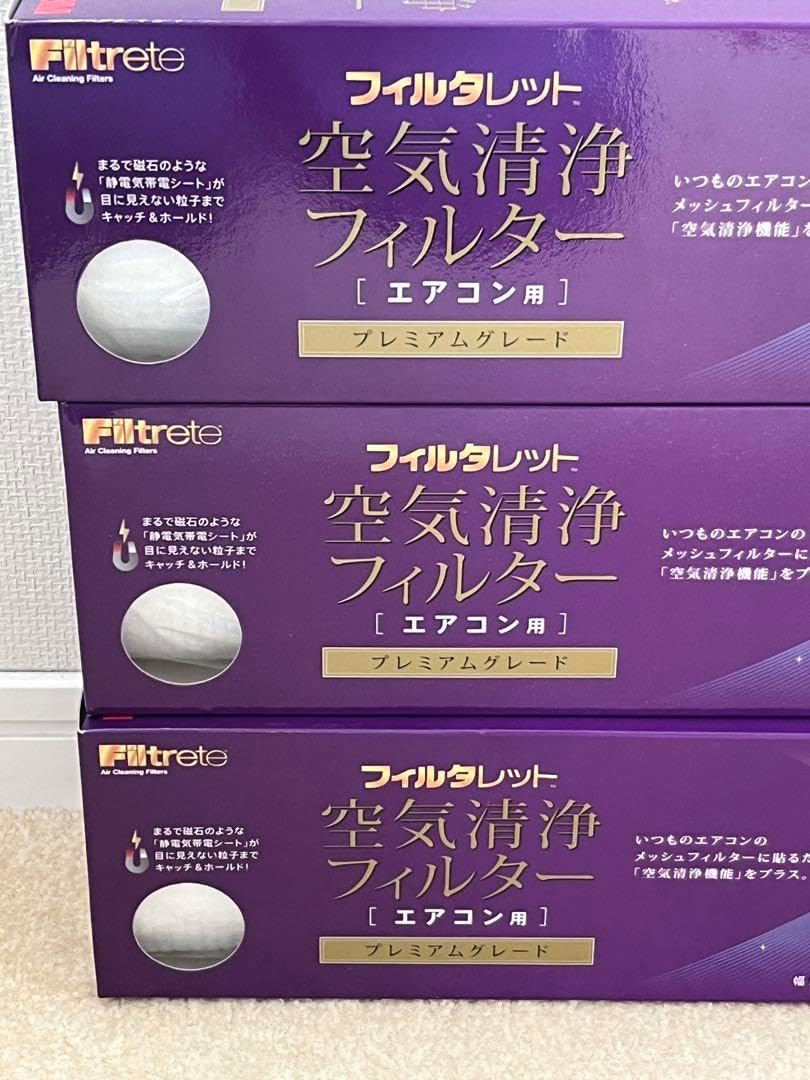 Filtrete
Air Cleaning Filters
フィルタレット™
空気清浄
フィルター
[ エアコン用 ]
プレミアムグレード
まるで磁石のような
「静電気帯電シート」が
目に見えない粒子まで
キャッチ&ホールド!
いつものエアコン
メッシュフィルター
「空気清浄機能」を
Filtrete
Air Cleaning Filters
フィルタレット™
空気清浄
フィルター
[ エアコン用 ]
プレミアムグレード
まるで磁石のような
「静電気帯電シート」が
目に見えない粒子まで
キャッチ&ホールド!
いつものエアコンの
メッシュフィルターに
「空気清浄機能」をプ
Filtrete
Air Cleaning Filters
フィルタレット™
空気清浄
フィルター
[ エアコン用 ]
プレミアムグレード
まるで磁石のような
「静電気帯電シート」が
目に見えない粒子まで
キャッチ&ホールド!
いつものエアコンの
メッシュフィルターに貼るだ
「空気清浄機能」をプラス。
幅